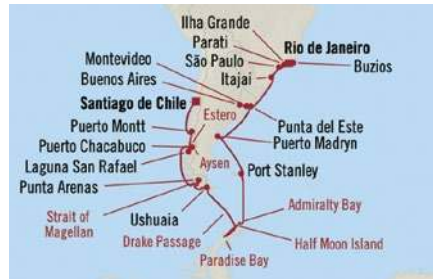 Ilha Grande
Parati
Rio de Janeiro
Montevideo
São Paulo
Buzios
Buenos Aires
Itajai
Santiago de Chile
Estero
Punta del Este
Puerto Montt
Puerto Madryn
Puerto Chacabuco
Laguna San Rafael
Aysen
Port Stanley
Punta Arenas
Strait of
Magellan
Ushuaia
Admiralty Bay
Drake Passage
Half Moon Island
Paradise Bay